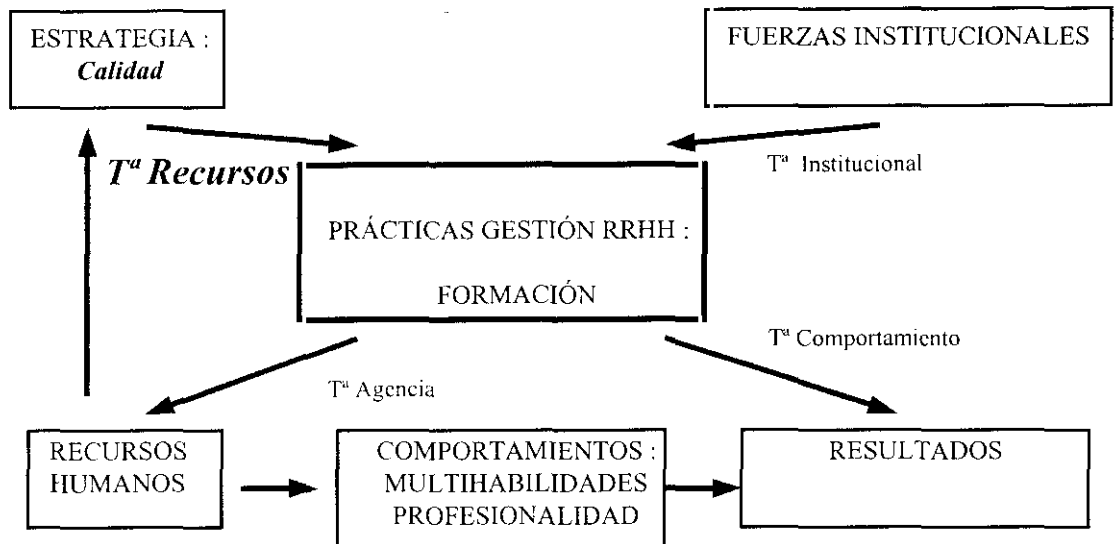 ESTRATEGIA :
Calidad
FUERZAS INSTITUCIONALES
Tª Recursos
Tª Institucional
PRÁCTICAS GESTIÓN RRHH :
FORMACIÓN
Tª Comportamiento
Tª Agencia
RECURSOS
HUMANOS
COMPORTAMIENTOS :
MULTIHABILIDADES
PROFESIONALIDAD
RESULTADOS